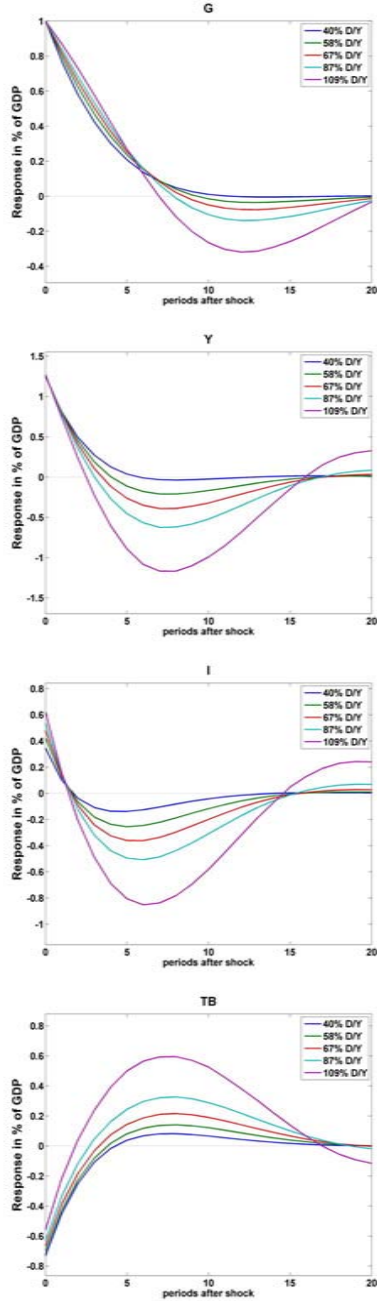 G
Response in % of GDP
1
0.8
0.6
0.4
0.2
0
-0.2
-0.4
40% D/Y
58% D/Y
67% D/Y
87% D/Y
109% D/Y
0 5 10 15 20
periods after shock
Y
Response in % of GDP
1.5
1
0.5
0
-0.5
-1
-1.5
40% D/Y
58% D/Y
67% D/Y
87% D/Y
109% D/Y
0 5 10 15 20
periods after shock
I
Response in % of GDP
0.8
0.6
0.4
0.2
0
-0.2
-0.4
-0.6
-0.8
-1
40% D/Y
58% D/Y
67% D/Y
87% D/Y
109% D/Y
0 5 10 15 20
periods after shock
TB
Response in % of GDP
0.8
0.6
0.4
0.2
0
-0.2
-0.4
-0.6
-0.8
40% D/Y
58% D/Y
67% D/Y
87% D/Y
109% D/Y
0 5 10 15 20
periods after shock